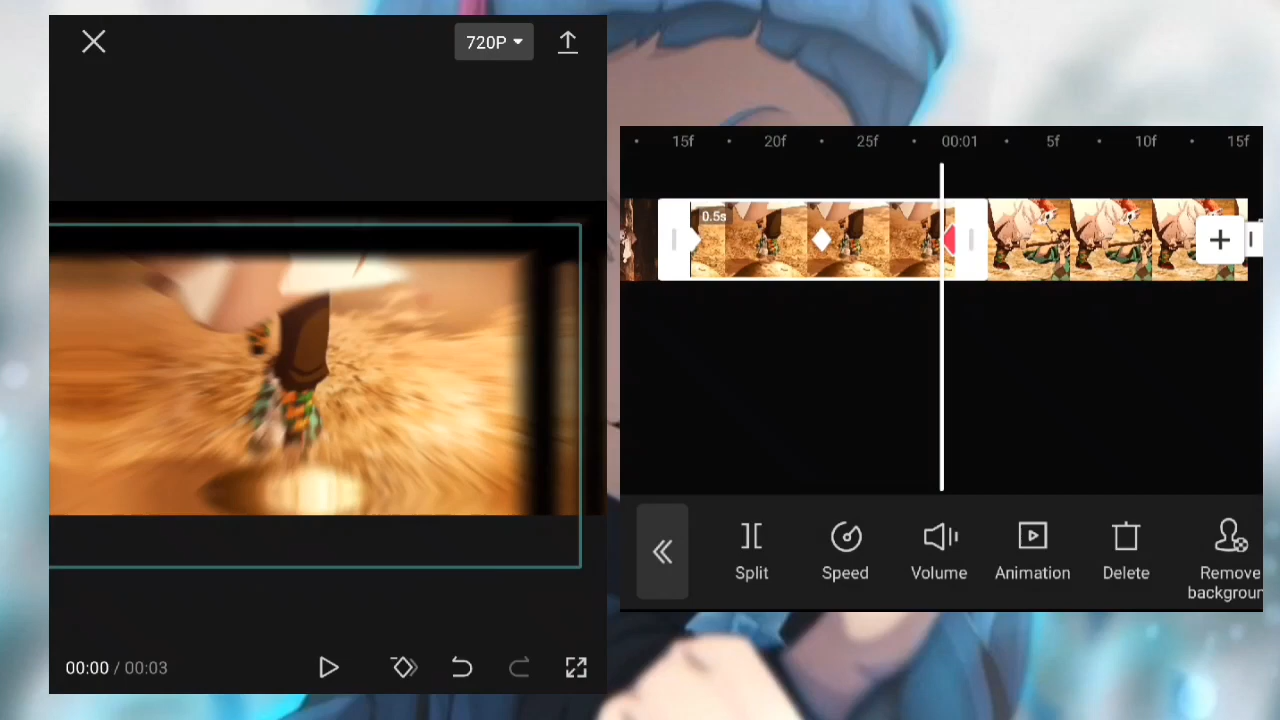 720P
00:00 / 00:03
15f 20f 25f 00:01 5f 10f 15f
0.5s
Split Speed Volume Animation Delete Remove
backgroun